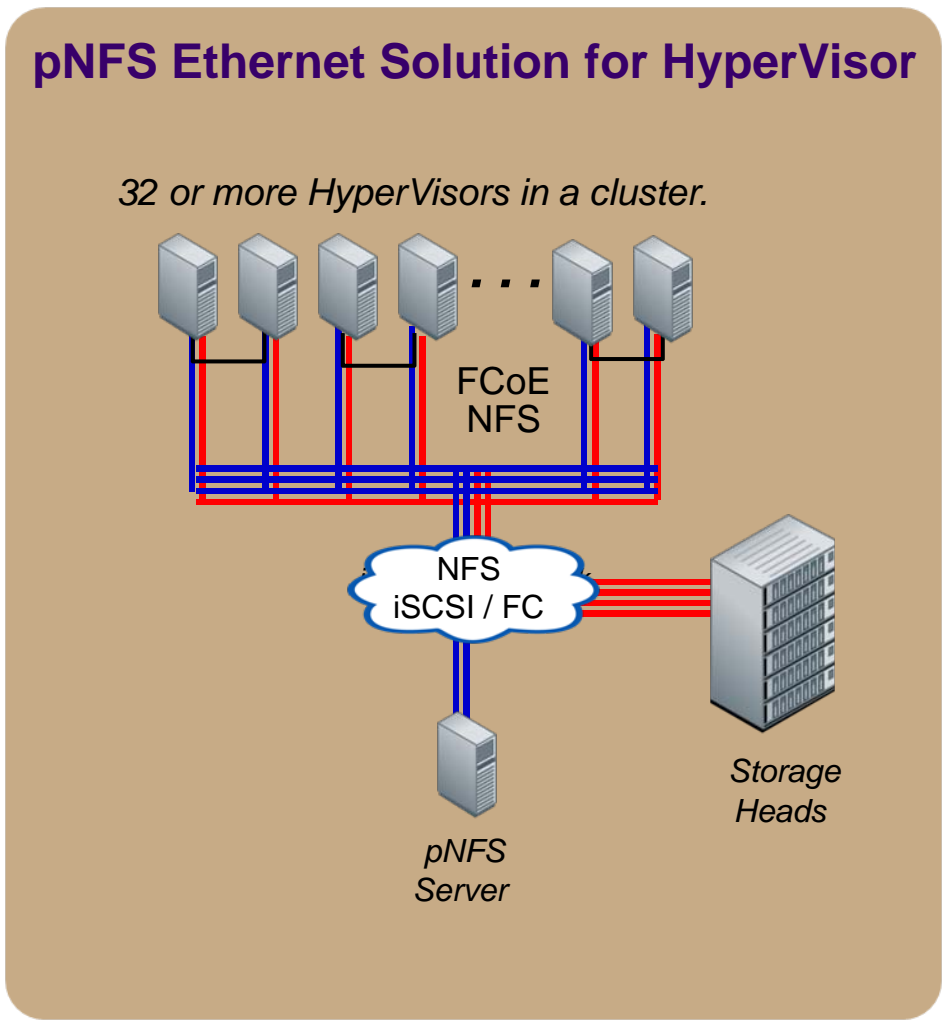 pNFS Ethernet Solution for HyperVisor
32 or more HyperVisors in a cluster.
. . .
FCoE
NFS
NFS
iSCSI / FC
Storage
Heads
pNFS
Server